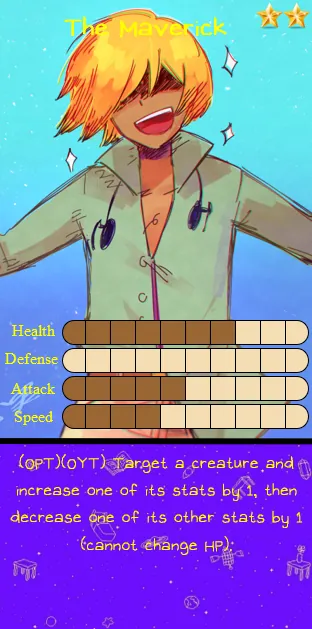 The Maverick
Health
Defense
Attack
Speed
(OPT)(OYT) Target a creature and
increase one of its stats by 1, then
decrease one of its other stats by 1
(cannot change HP).